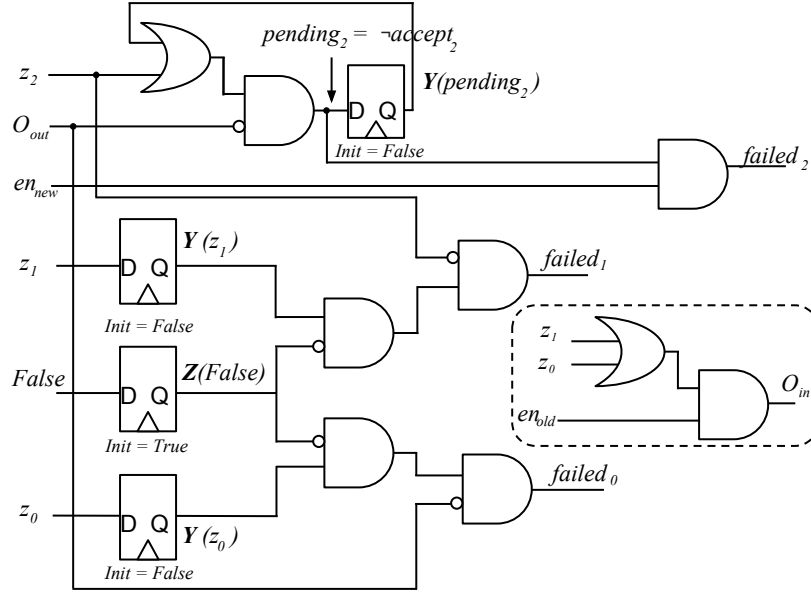 pending₂ = ¬accept₂
z₂
D Q
Y(pending₂)
Oₒᵤₜ
Init = False
failed₂
en_new
Y(z₁)
z₁
D Q
failed₁
Init = False
z₁
False
Z(False)
z₀
D Q
O_in
en_old
Init = True
failed₀
z₀
D Q
Y(z₀)
Init = False